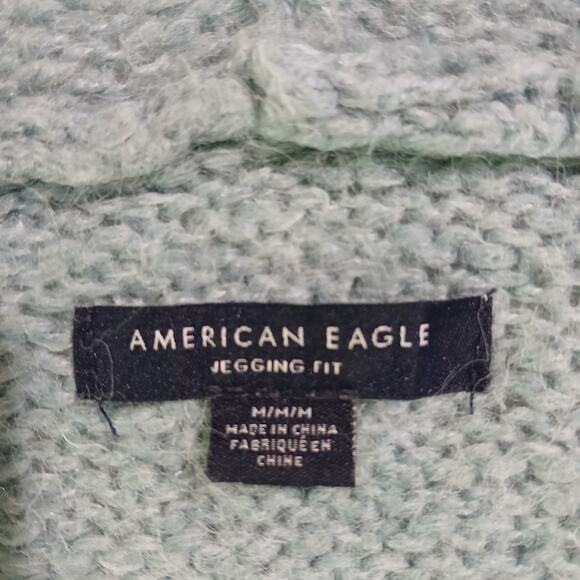 AMERICAN EAGLE
JEGGING FIT
M/M/M
MADE IN CHINA
FABRIQUÉ EN
CHINE